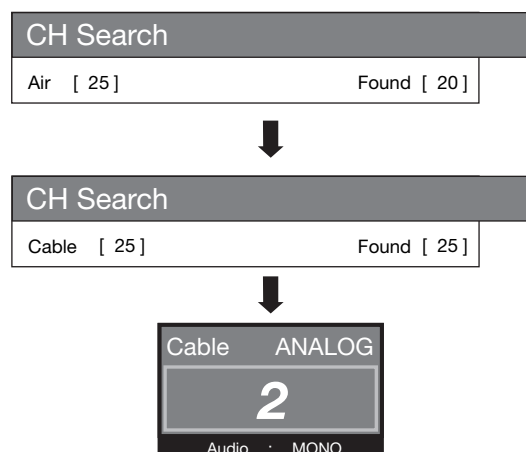 CH Search
Air [ 25 ] Found [ 20 ]
CH Search
Cable [ 25 ] Found [ 25 ]
Cable ANALOG
2
Audio : MONO